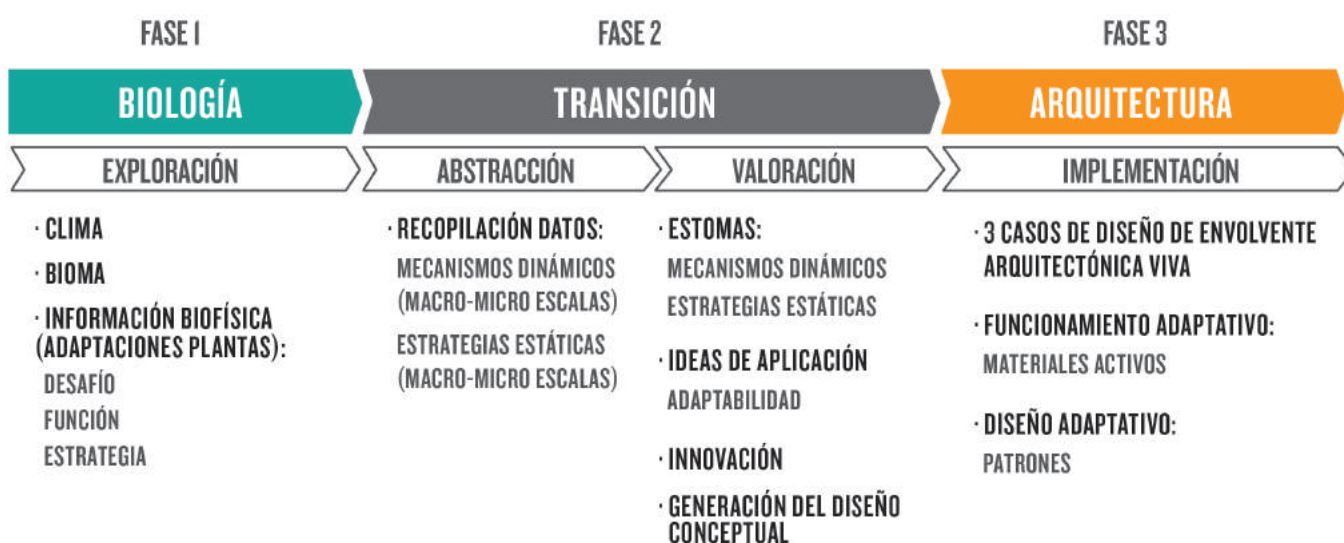 FASE 1
FASE 2
FASE 3
BIOLOGÍA
TRANSICIÓN
ARQUITECTURA
EXPLORACIÓN
ABSTRACCIÓN
VALORACIÓN
IMPLEMENTACIÓN
· CLIMA
· BIOMA
· INFORMACIÓN BIOFÍSICA
(ADAPTACIONES PLANTAS):
DESAFÍO
FUNCIÓN
ESTRATEGIA
· RECOPILACIÓN DATOS:
MECANISMOS DINÁMICOS
(MACRO-MICRO ESCALAS)
ESTRATEGIAS ESTÁTICAS
(MACRO-MICRO ESCALAS)
· ESTOMAS:
MECANISMOS DINÁMICOS
ESTRATEGIAS ESTÁTICAS
· IDEAS DE APLICACIÓN
ADAPTABILIDAD
· INNOVACIÓN
· GENERACIÓN DEL DISEÑO
CONCEPTUAL
· 3 CASOS DE DISEÑO DE ENVOLVENTE
ARQUITECTÓNICA VIVA
· FUNCIONAMIENTO ADAPTATIVO:
MATERIALES ACTIVOS
· DISEÑO ADAPTATIVO:
PATRONES